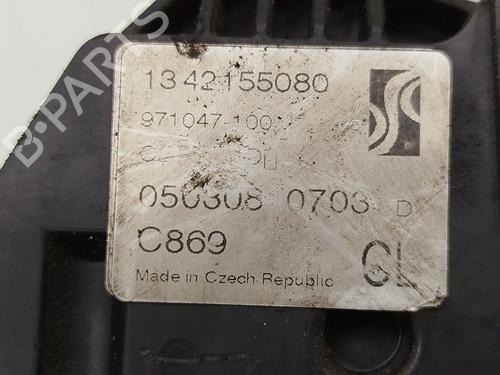 B-PARTS
1342155080
971047-100
050308 0703 D
C869
GL
Made in Czech Republic